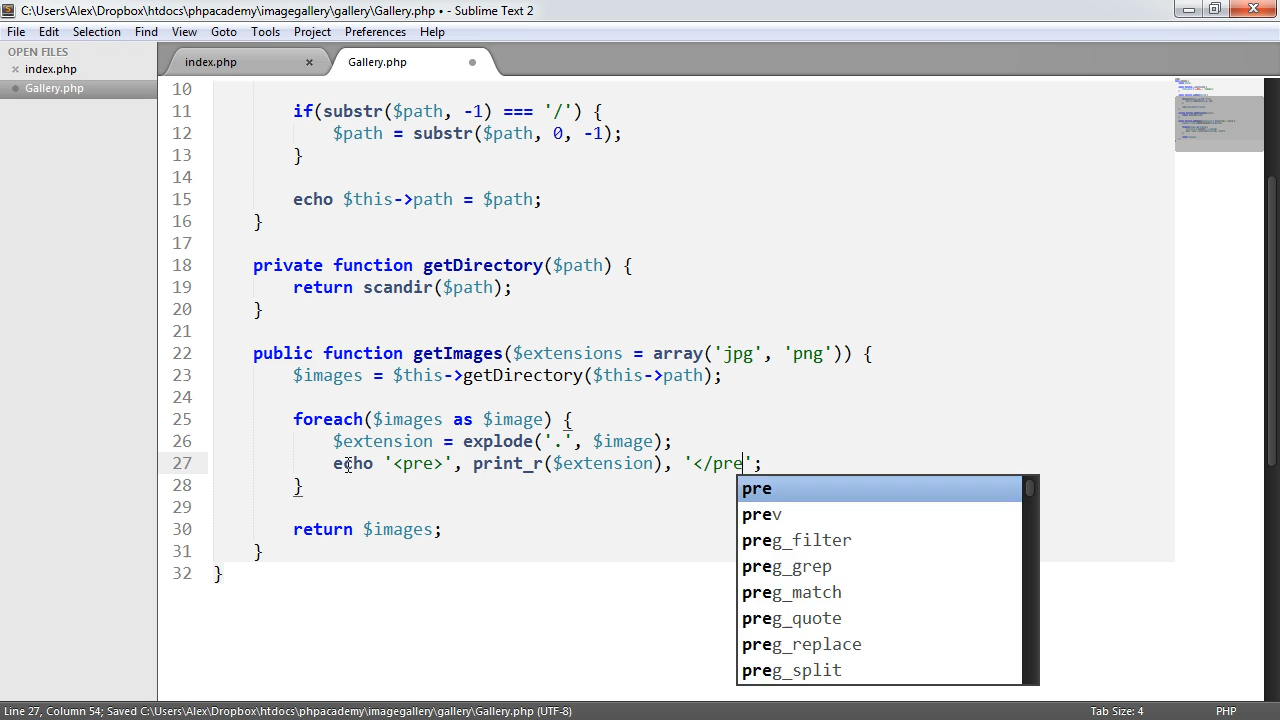 C:\Users\Alex\Dropbox\htdocs\phpacademy\imagegallery\gallery\Gallery.php • - Sublime Text 2
File Edit Selection Find View Goto Tools Project Preferences Help
OPEN FILES
index.php
Gallery.php
index.php Gallery.php
10
11 if(substr($path, -1) === '/') {
12 $path = substr($path, 0, -1);
13 }
14
15 echo $this->path = $path;
16 }
17
18 private function getDirectory($path) {
19 return scandir($path);
20 }
21
22 public function getImages($extensions = array('jpg', 'png')) {
23 $images = $this->getDirectory($this->path);
24
25 foreach($images as $image) {
26 $extension = explode('.', $image);
27 echo '<pre>', print_r($extension), '</pre';
28 }
29
30 return $images;
31 }
32 }
pre
prev
preg_filter
preg_grep
preg_match
preg_quote
preg_replace
preg_split
Line 27, Column 54; Saved C:\Users\Alex\Dropbox\htdocs\phpacademy\imagegallery\gallery\Gallery.php (UTF-8) Tab Size: 4 PHP